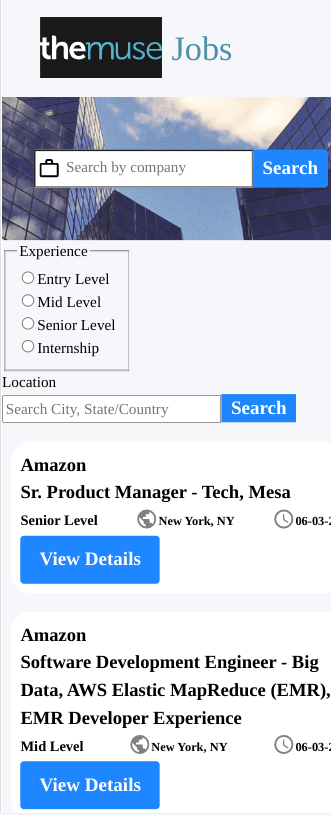 themuse Jobs
Search by company
Search
Experience
Entry Level
Mid Level
Senior Level
Internship
Location
Search City, State/Country
Search
Amazon
Sr. Product Manager - Tech, Mesa
Senior Level New York, NY 06-03-2
View Details
Amazon
Software Development Engineer - Big
Data, AWS Elastic MapReduce (EMR),
EMR Developer Experience
Mid Level New York, NY 06-03-2
View Details